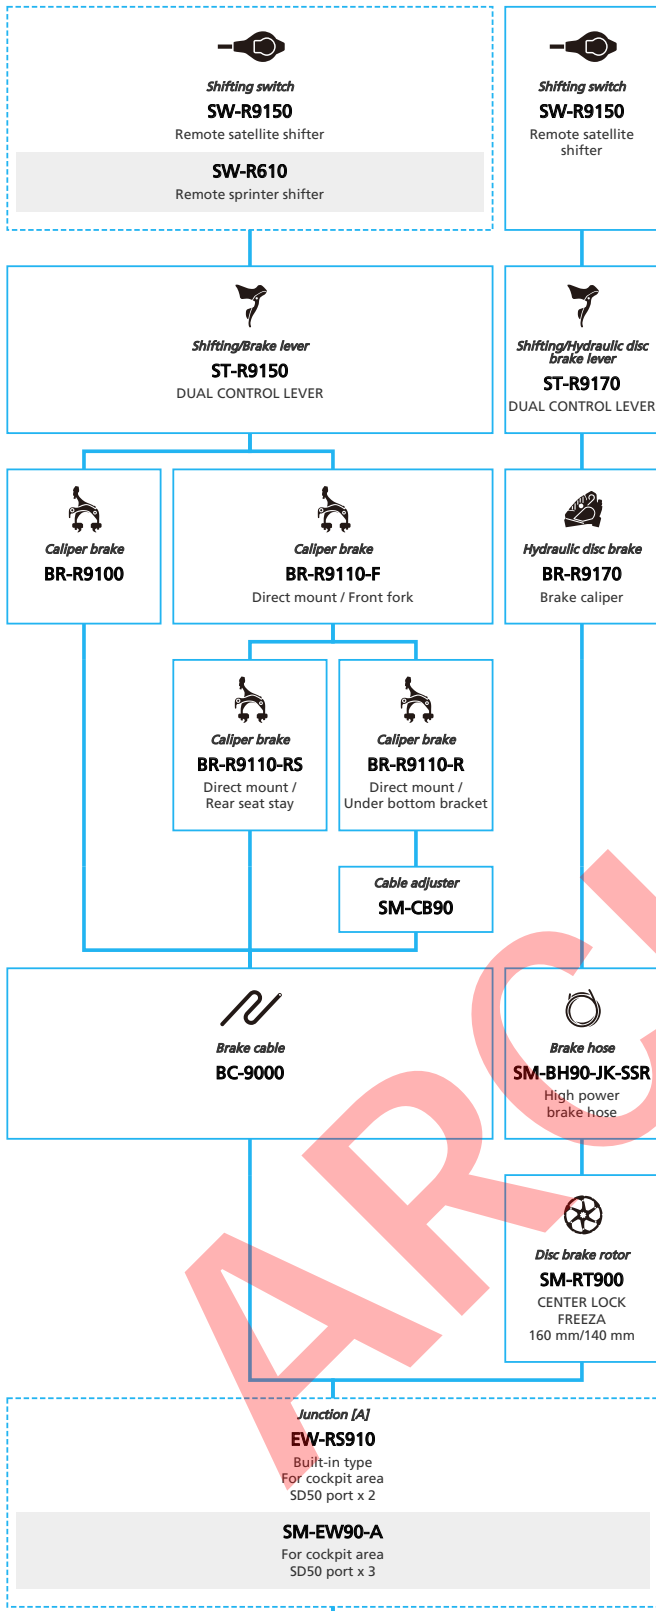 Shifting switch
SW-R9150
Remote satellite shifter
SW-R610
Remote sprinter shifter
Shifting switch
SW-R9150
Remote satellite
shifter
Shifting/Brake lever
ST-R9150
DUAL CONTROL LEVER
Shifting/Hydraulic disc
brake lever
ST-R9170
DUAL CONTROL LEVER
Caliper brake
BR-R9100
Caliper brake
BR-R9110-F
Direct mount / Front fork
Hydraulic disc brake
BR-R9170
Brake caliper
Caliper brake
BR-R9110-RS
Direct mount /
Rear seat stay
Caliper brake
BR-R9110-R
Direct mount /
Under bottom bracket
Cable adjuster
SM-CB90
Brake cable
BC-9000
Brake hose
SM-BH90-JK-SSR
High power
brake hose
Disc brake rotor
SM-RT900
CENTER LOCK
FREEZA
160 mm/140 mm
Junction [A]
EW-RS910
Built-in type
For cockpit area
SD50 port x 2
SM-EW90-A
For cockpit area
SD50 port x 3